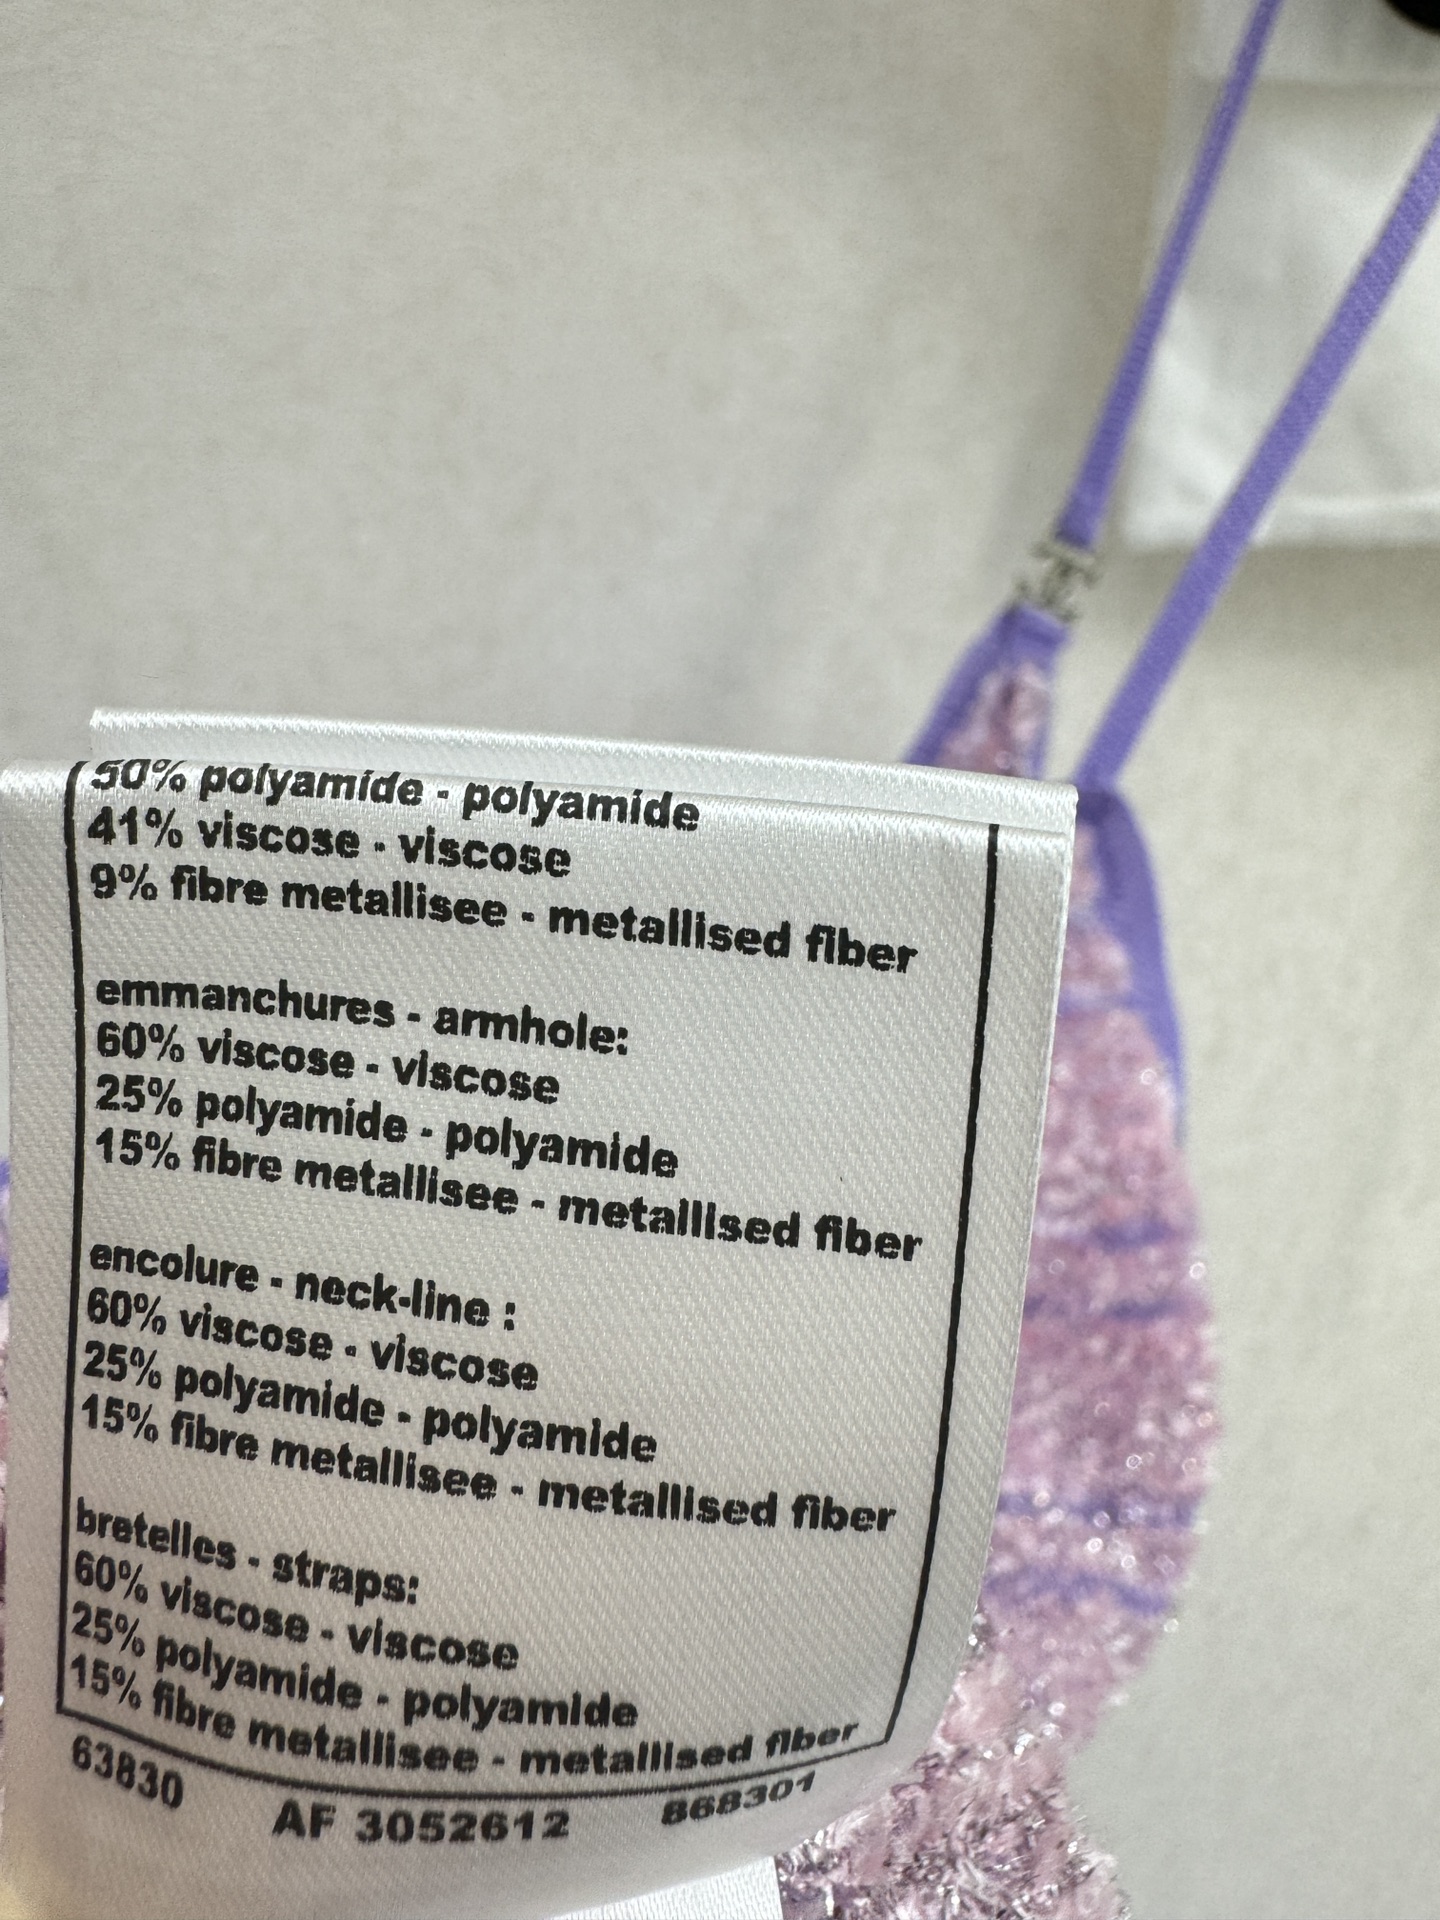 50% polyamide - polyamide
41% viscose - viscose
9% fibre metallisee - metallised fiber
emmanchures - armhole:
60% viscose - viscose
25% polyamide - polyamide
15% fibre metallisee - metallised fiber
encolure - neck-line :
60% viscose - viscose
25% polyamide - polyamide
15% fibre metallisee - metallised fiber
bretelles - straps:
60% viscose - viscose
25% polyamide - polyamide
15% fibre metallisee - metallised fiber
63830 AF 3052612 868301